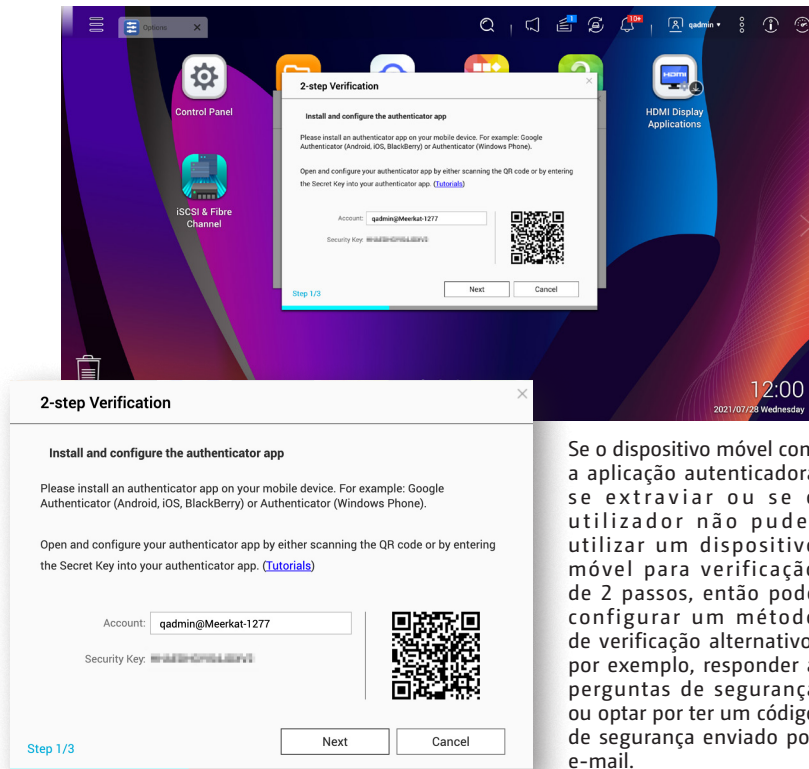 Options
1
10+
qadmin
2-step Verification
Install and configure the authenticator app
Please install an authenticator app on your mobile device. For example: Google
Authenticator (Android, iOS, BlackBerry) or Authenticator (Windows Phone).
Open and configure your authenticator app by either scanning the QR code or by entering
the Secret Key into your authenticator app. (Tutorials)
Account: qadmin@Meerkat-1277
Security Key:
Step 1/3
Next
Cancel
Control Panel
HDMI
HDMI Display
Applications
iSCSI & Fibre
Channel
12:00
2021/07/28 Wednesday
2-step Verification
Install and configure the authenticator app
Please install an authenticator app on your mobile device. For example: Google
Authenticator (Android, iOS, BlackBerry) or Authenticator (Windows Phone).
Open and configure your authenticator app by either scanning the QR code or by entering
the Secret Key into your authenticator app. (Tutorials)
Account: qadmin@Meerkat-1277
Security Key:
Step 1/3
Next
Cancel
Se o dispositivo móvel
a aplicação
se extraviar ou se
utilizador não
utilizar um
móvel para verificação
de 2 passos, então
configurar um
de verificação
por exemplo, responder
perguntas de segurança
ou optar por ter um
de segurança enviado
e-mail.